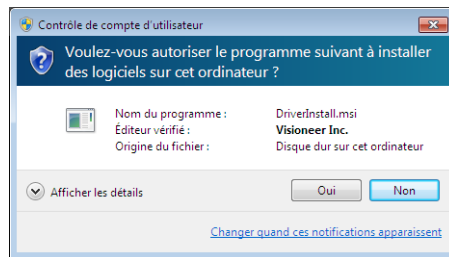 Contrôle de compte d'utilisateur
Voulez-vous autoriser le programme suivant à installer
des logiciels sur cet ordinateur ?
Nom du programme : DriverInstall.msi
Éditeur vérifié : Visioneer Inc.
Origine du fichier : Disque dur sur cet ordinateur
Afficher les détails Oui Non
Changer quand ces notifications apparaissent